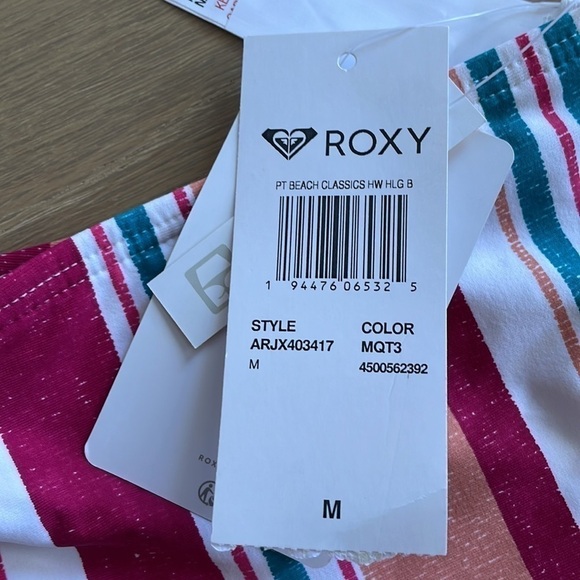 ROXY
PT BEACH CLASSICS HW HLG B
1 94476 06532 5
STYLE COLOR
ARJX403417 MQT3
M 4500562392
M